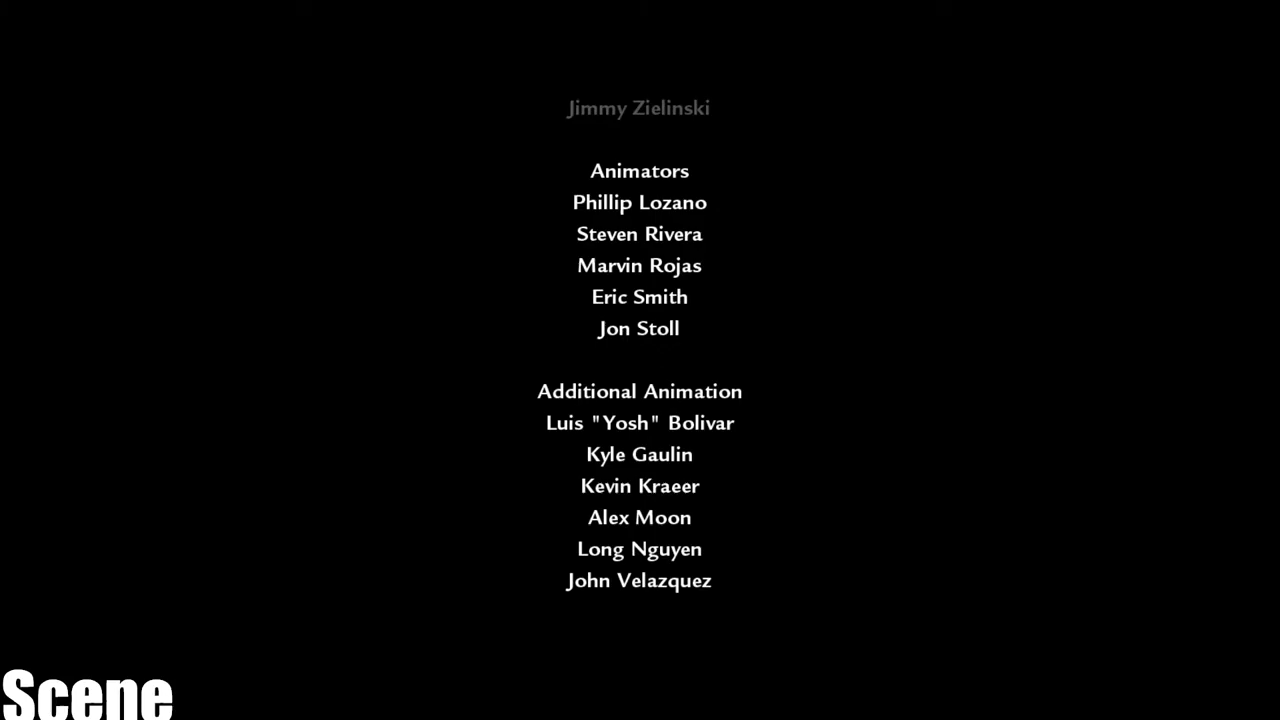 Jimmy Zielinski
Animators
Phillip Lozano
Steven Rivera
Marvin Rojas
Eric Smith
Jon Stoll
Additional Animation
Luis "Yosh" Bolivar
Kyle Gaulin
Kevin Kraeer
Alex Moon
Long Nguyen
John Velazquez
Scene